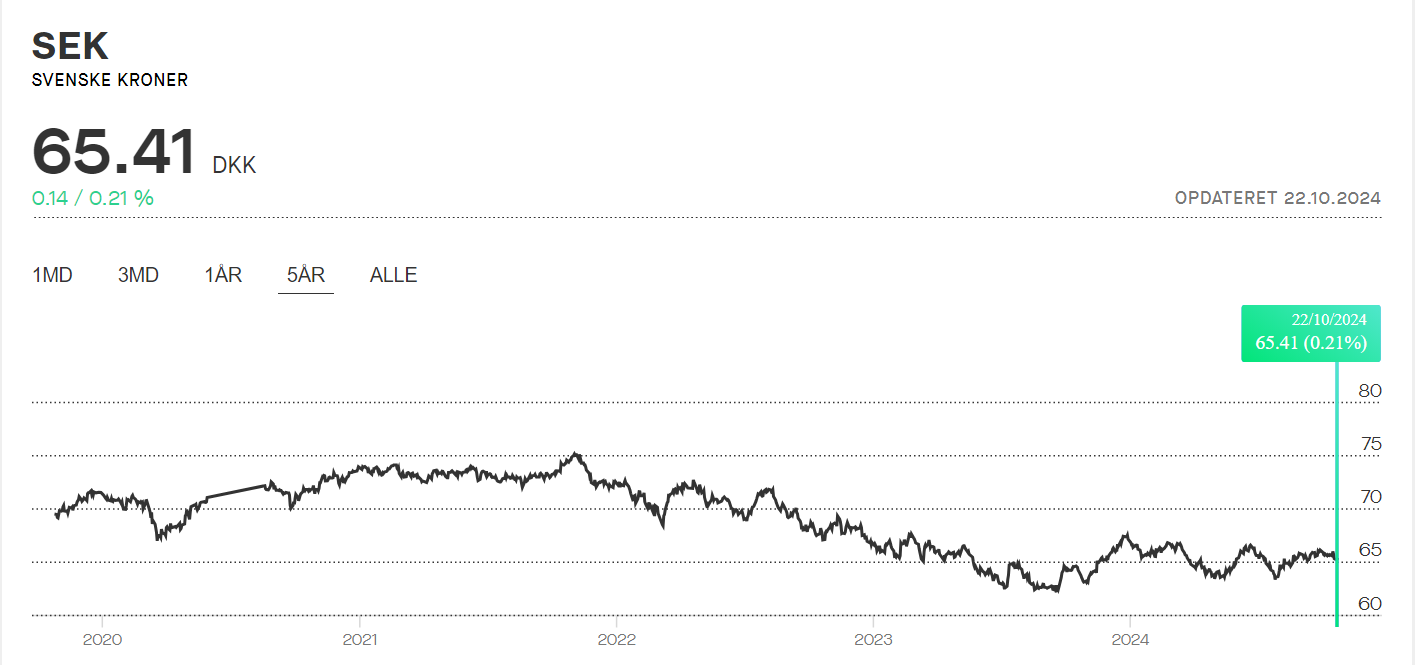 SEK
SVENSKE KRONER
65.41 DKK
0.14 / 0.21 %
OPDATERET 22.10.2024
1MD 3MD 1ÅR 5ÅR ALLE
22/10/2024
65.41 (0.21%)
80
75
70
65
60
2020 2021 2022 2023 2024